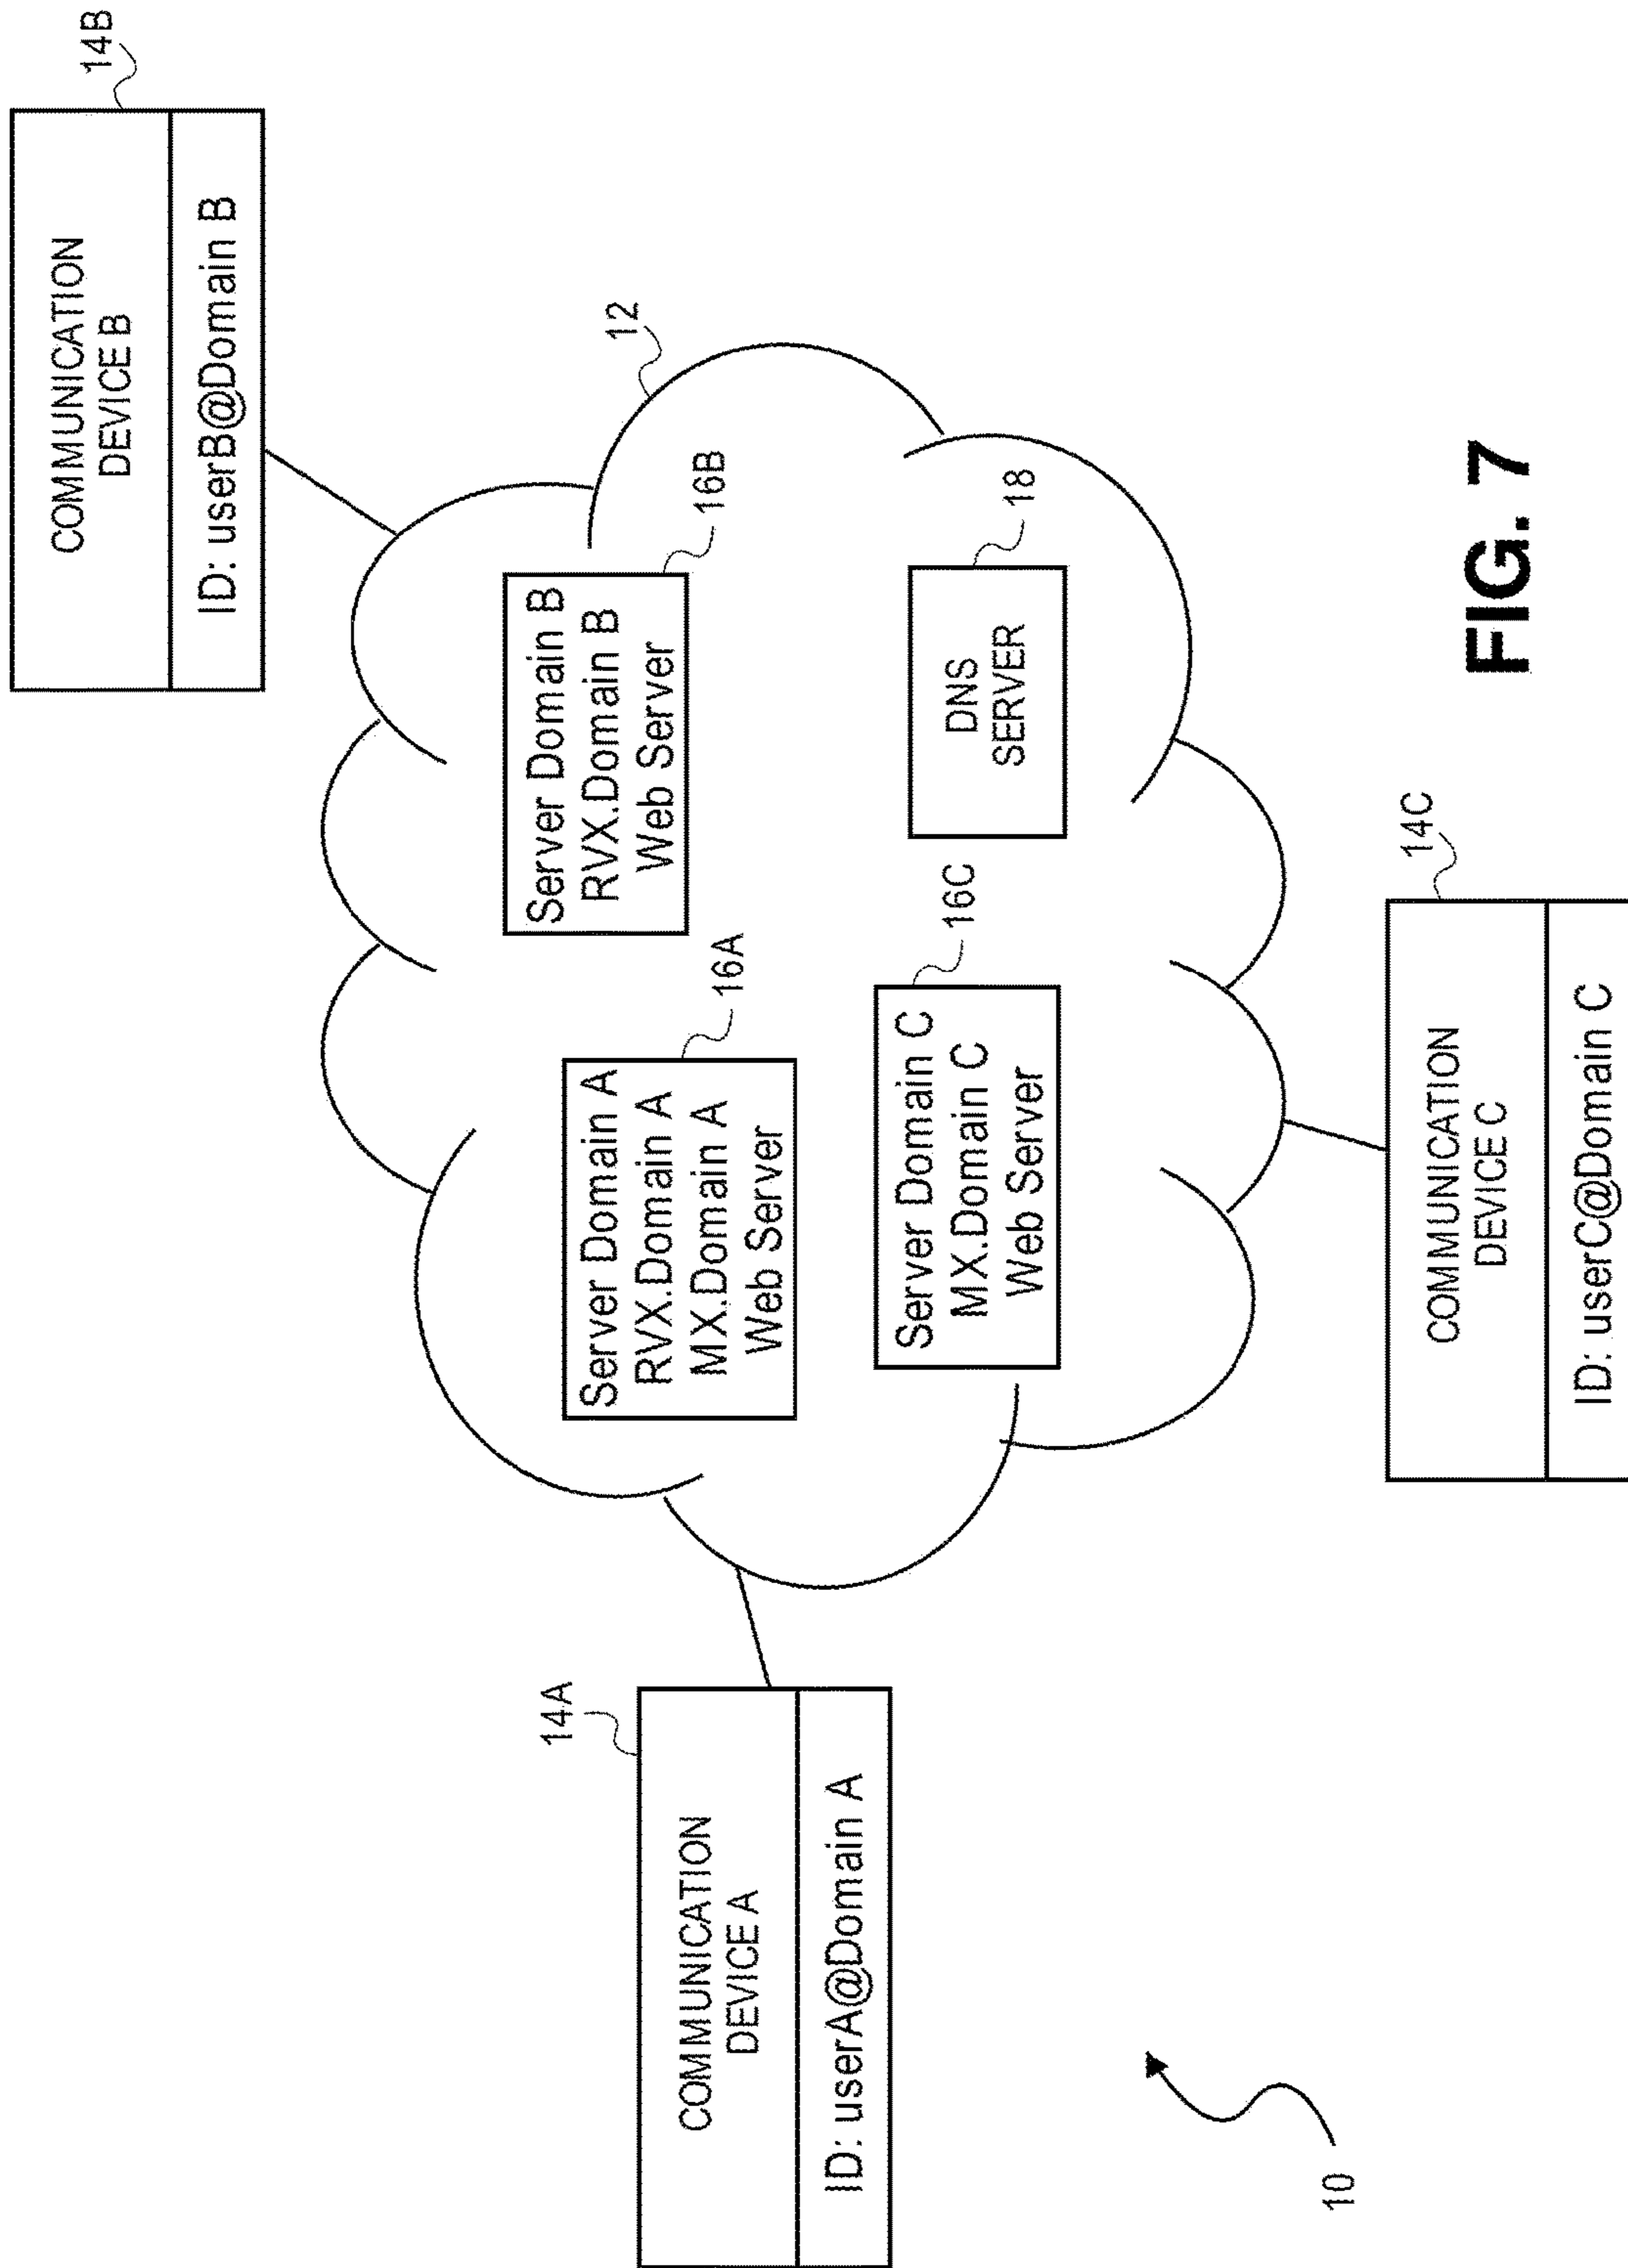 14B
COMMUNICATION
DEVICE B
ID: userB@Domain B
12
Server Domain B
RVX.Domain B
Web Server
16B
Server Domain A
RVX.Domain A
MX.Domain A
Web Server
16A
14A
COMMUNICATION
DEVICE A
ID: userA@Domain A
Server Domain C
MX.Domain C
Web Server
16C
DNS
SERVER
18
14C
COMMUNICATION
DEVICE C
ID: userC@Domain C
10
FIG. 7